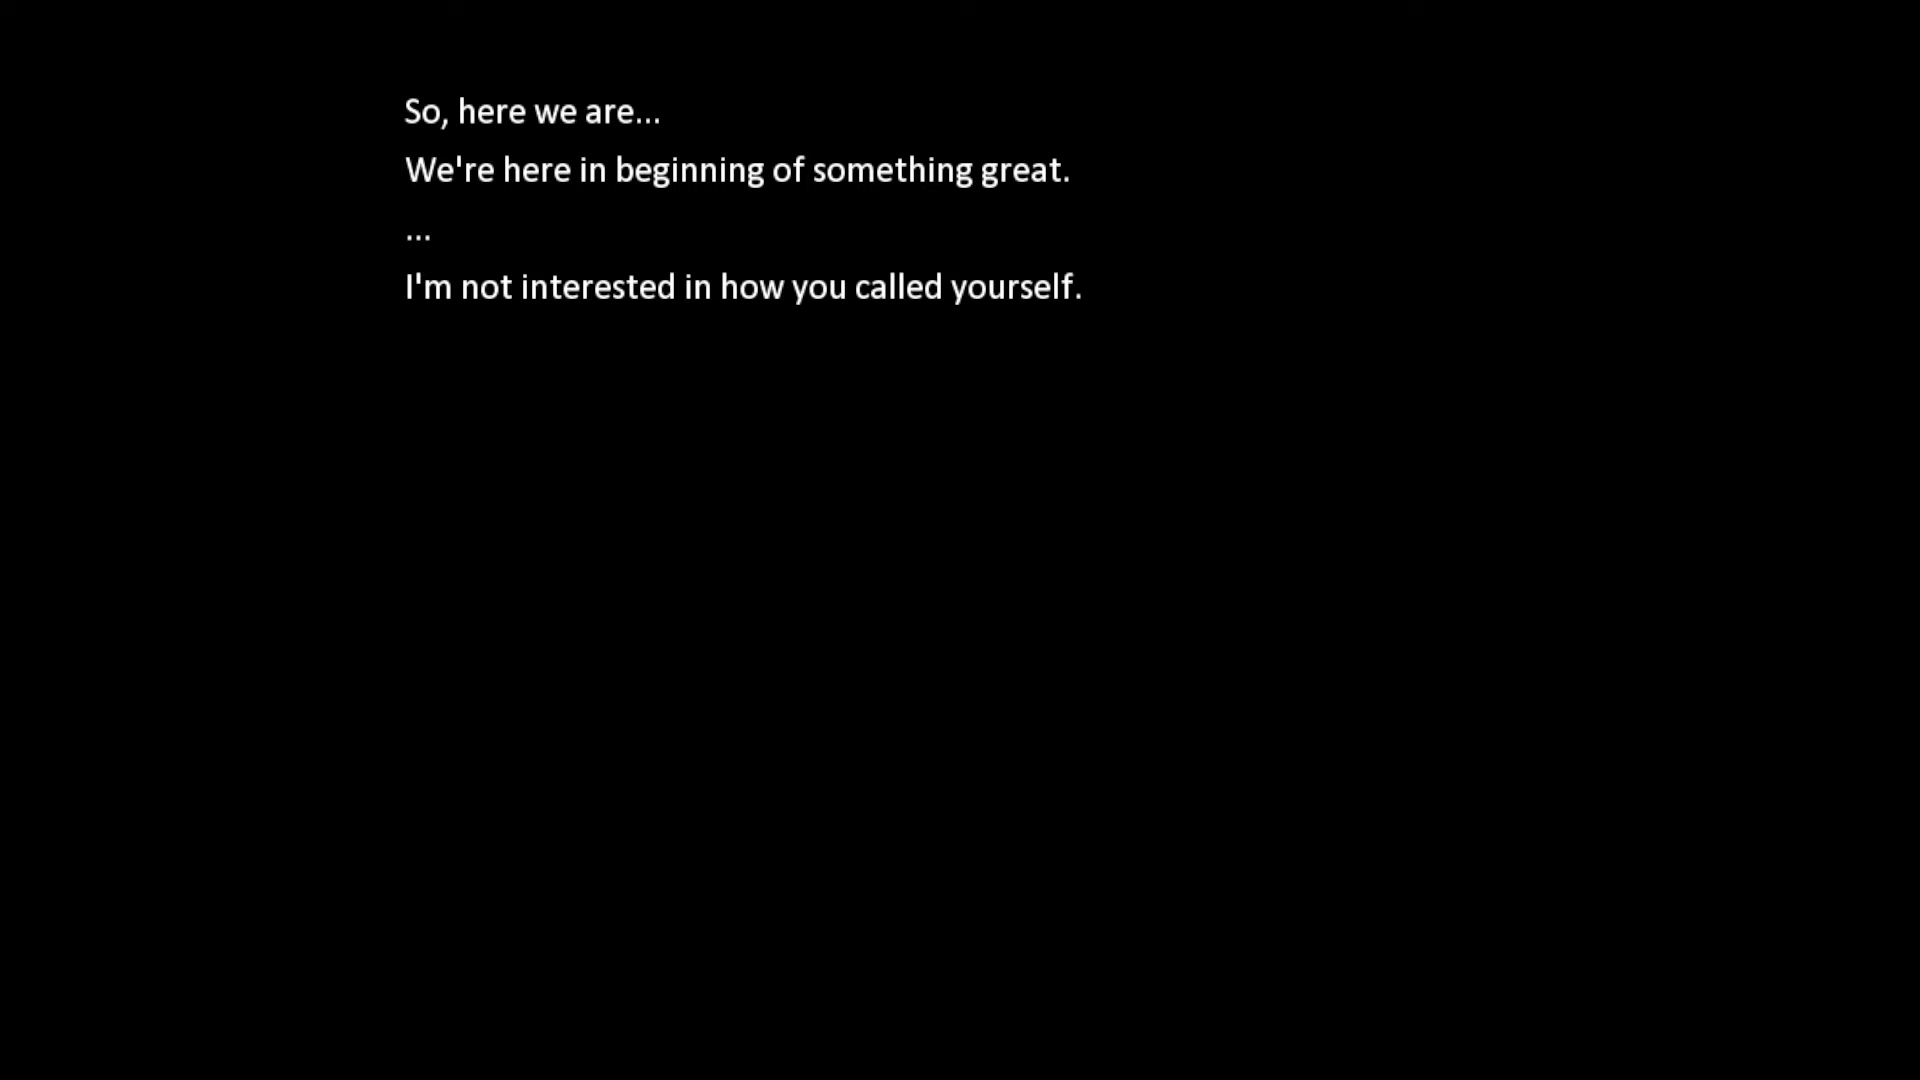 So, here we are...
We're here in beginning of something great.
...
I'm not interested in how you called yourself.